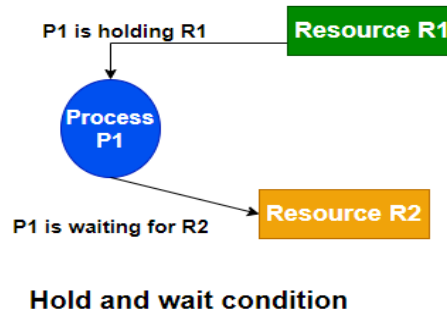 P1 is holding R1
Resource R1
Process
P1
P1 is waiting for R2
Resource R2
Hold and wait condition